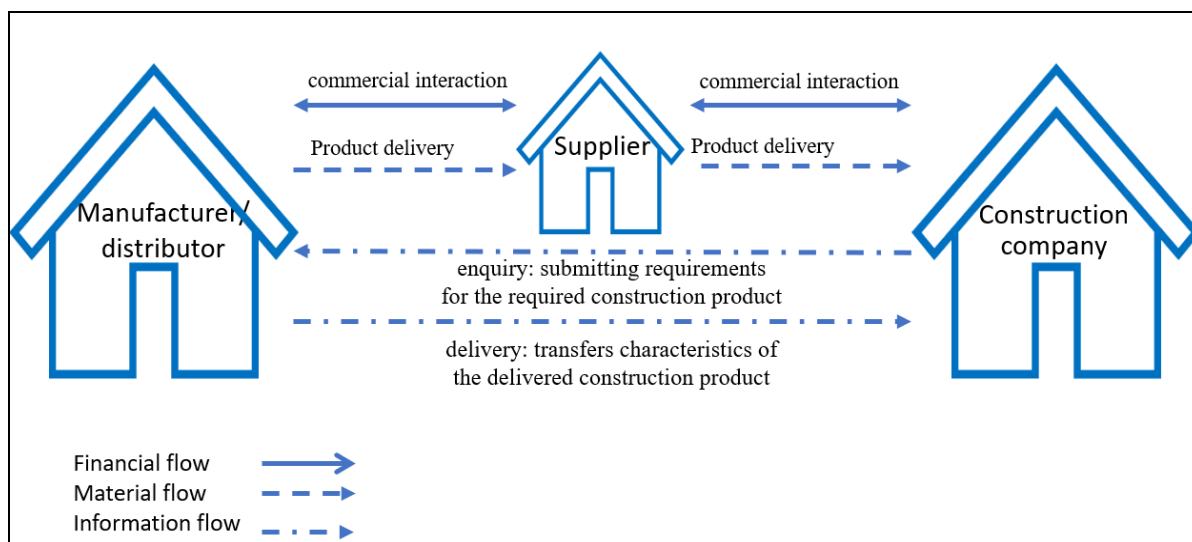 commercial interaction
commercial interaction
Product delivery
Supplier
Product delivery
Manufacturer/
distributor
Construction
company
enquiry: submitting requirements
for the required construction product
delivery: transfers characteristics of
the delivered construction product
Financial flow
Material flow
Information flow